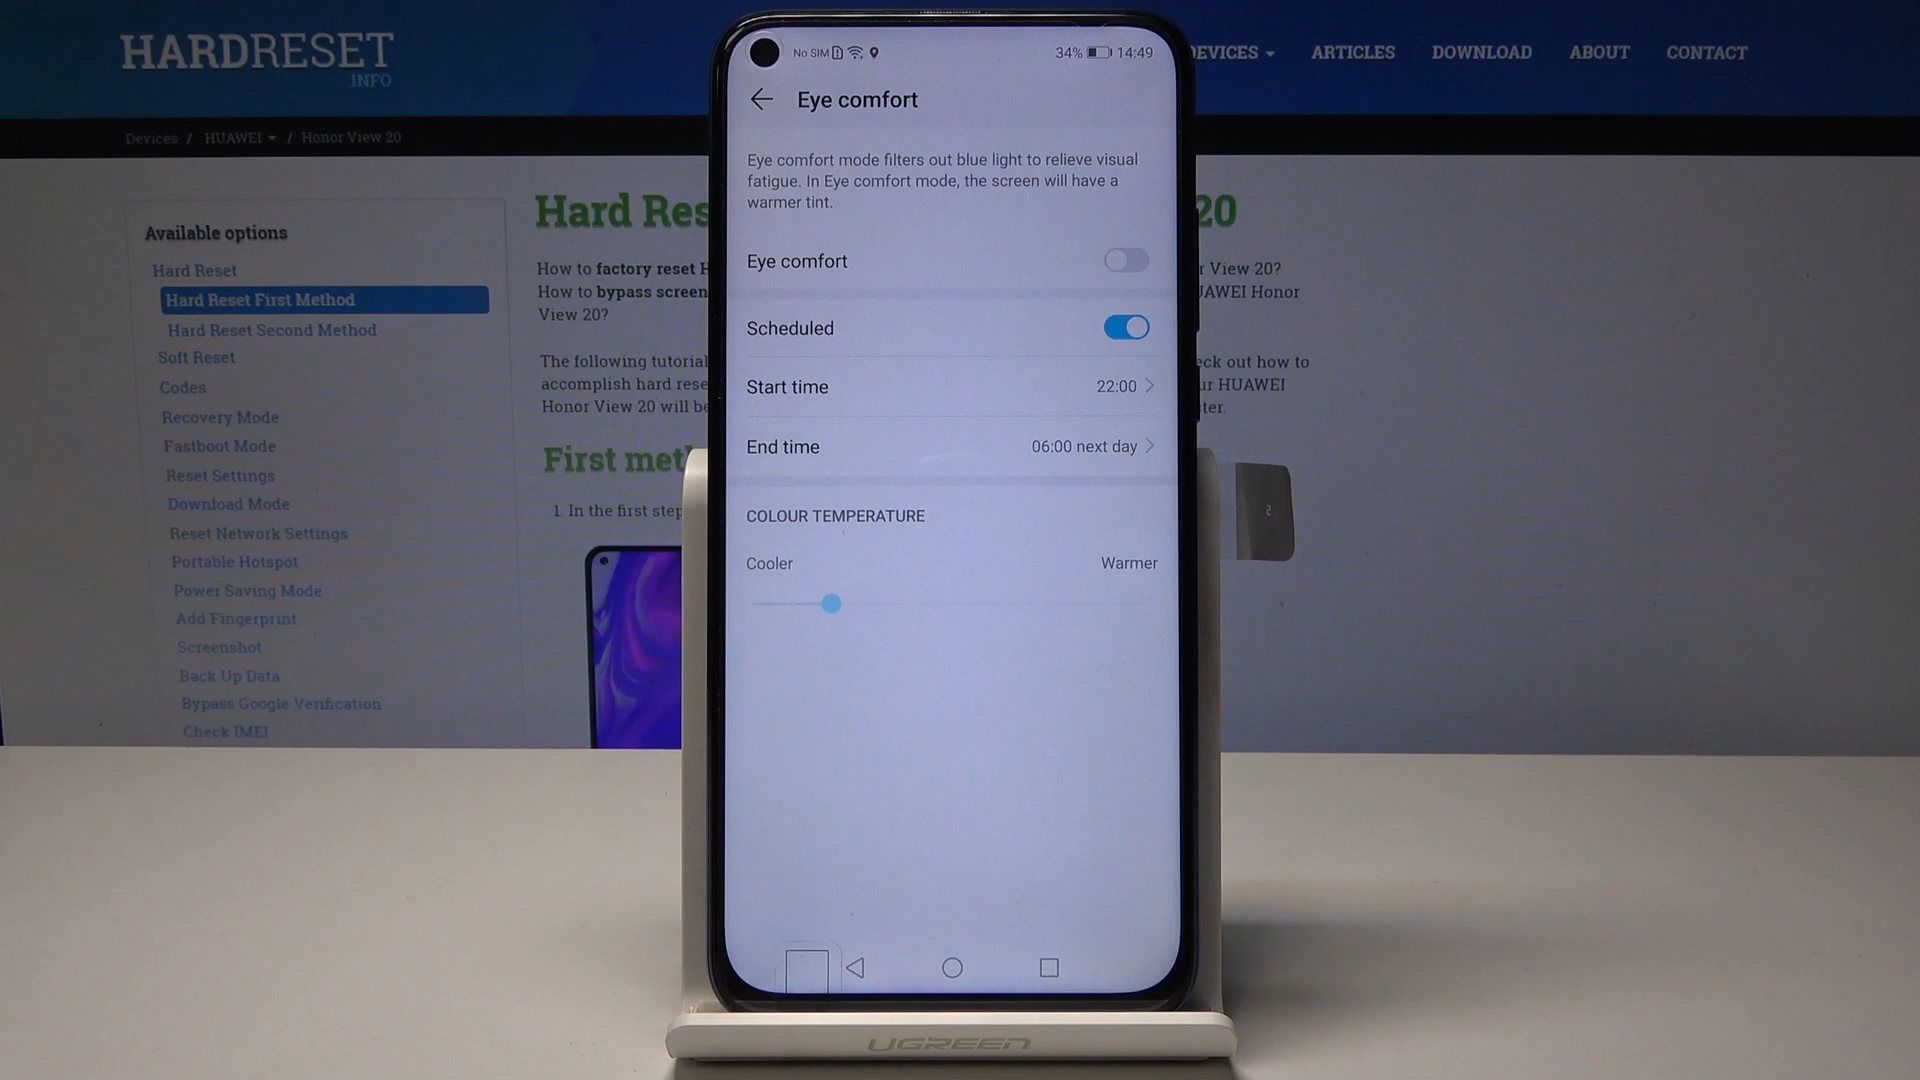 HARDRESET
.INFO
DEVICES
ARTICLES
DOWNLOAD
ABOUT
CONTACT
Devices / HUAWEI / Honor View 20
Available options
Hard Reset
Hard Reset First Method
Hard Reset Second Method
Soft Reset
Codes
Recovery Mode
Fastboot Mode
Reset Settings
Download Mode
Reset Network Settings
Portable Hotspot
Power Saving Mode
Add Fingerprint
Screenshot
Back Up Data
Bypass Google Verification
Check IMEI
Hard Res
20
How to factory reset H
r View 20?
How to bypass screen
AWEI Honor
View 20?
The following tutorial
eck out how to
accomplish hard rese
ur HUAWEI
Honor View 20 will be
ter.
First meth
1. In the first step
No SIM
34%
14:49
Eye comfort
Eye comfort mode filters out blue light to relieve visual
fatigue. In Eye comfort mode, the screen will have a
warmer tint.
Eye comfort
Scheduled
Start time
22:00
End time
06:00 next day
COLOUR TEMPERATURE
Cooler
Warmer
UGREEN